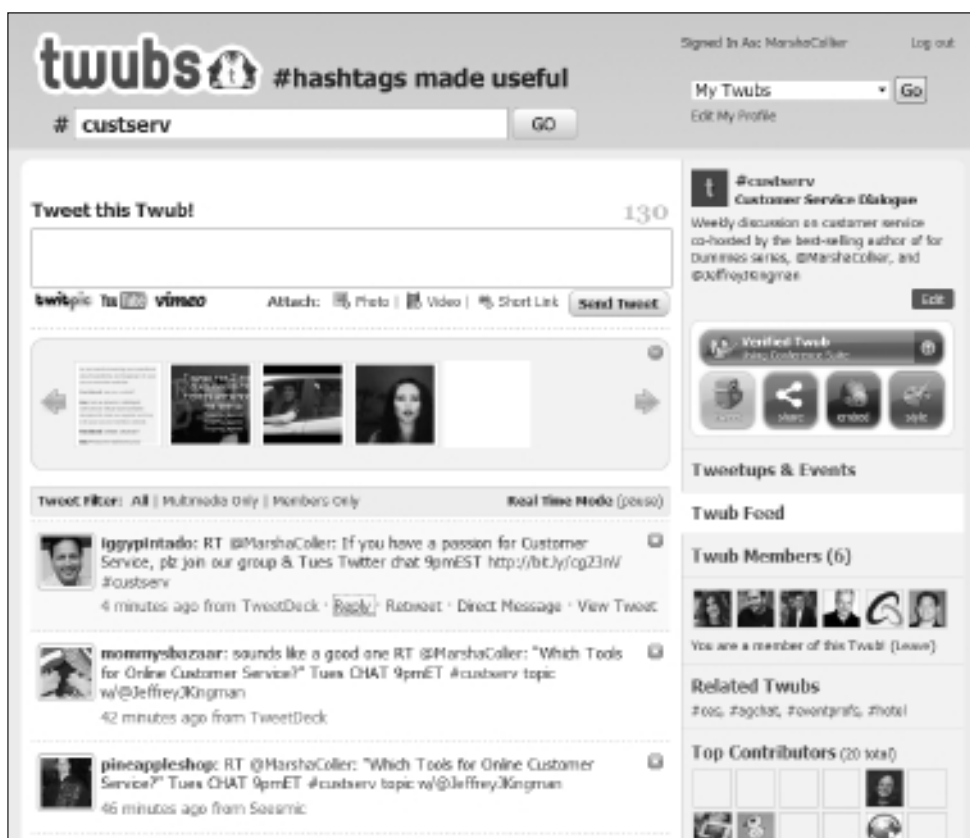 twubs #hashtags made useful
Signed In As: MarshaCollier Log out
My Twubs Go
Edit My Profile
# custserv GO
Tweet this Twub! 130
twitpic You Tube vimeo Attach: Photo | Video | Short Link Send Tweet
Tweet Filter: All | Multimedia Only | Members Only Real Time Mode (pause)
iggypintado: RT @MarshaCollier: If you have a passion for Customer
Service, plz join our group & Tues Twitter chat 9pmEST
#custserv
4 minutes ago from TweetDeck · Reply · Retweet · Direct Message · View Tweet
mommysbazaar: sounds like a good one RT @MarshaCollier: "Which Tools
for Online Customer Service?" Tues CHAT 9pmET #custserv topic
w/@JeffreyJKingman
42 minutes ago from TweetDeck
pineappleshop: RT @MarshaCollier: "Which Tools for Online Customer
Service?" Tues CHAT 9pmET #custserv topic w/@JeffreyJKingman
46 minutes ago from Seesmic
t
#custserv
Customer Service Dialogue
Weekly discussion on customer service
co-hosted by the best-selling author of for
Dummies series, @MarshaCollier, and
@JeffreyJKingman
Edit
Verified Twub
Using Conference Suite
share embed style
Tweetups & Events
Twub Feed
Twub Members (6)
You are a member of this Twub! (Leave)
Related Twubs
#ces, #agchat, #eventprofs, #hotel
Top Contributors (20 total)